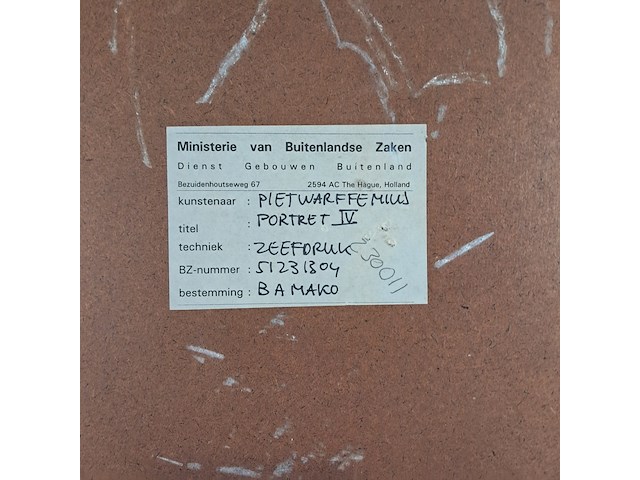 Ministerie van Buitenlandse Zaken
Dienst Gebouwen Buitenland
Bezuidenhoutseweg 67 2594 AC The Hague, Holland
kunstenaar : PIETWARFFEMIUS
titel : PORTRET IV
techniek : ZEEFDRUK
BZ-nummer : 51231304
bestemming : BAMAKO
230011